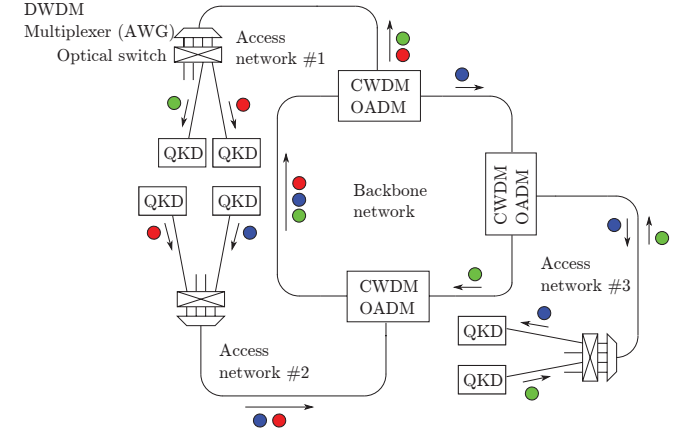 DWDM
Multiplexer (AWG)
Optical switch
Access
network #1
CWDM
OADM
QKD
QKD
QKD
QKD
Backbone
network
CWDM
OADM
CWDM
OADM
Access
network #3
Access
network #2
QKD
QKD